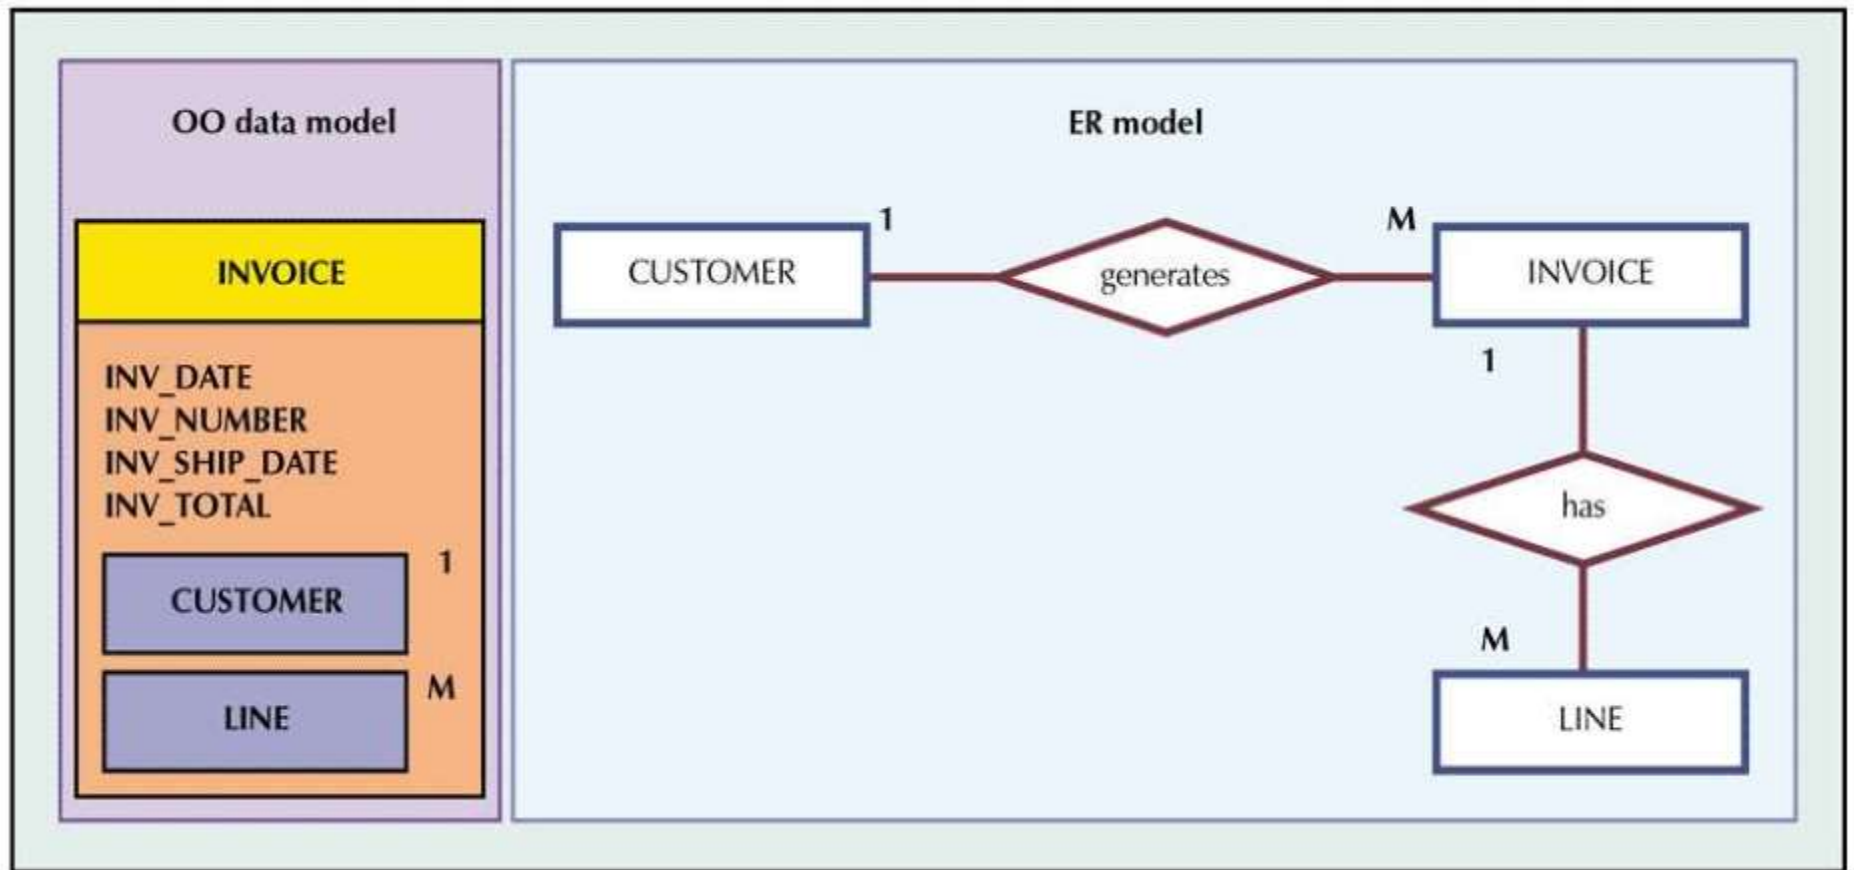 OO data model
INVOICE
INV_DATE
INV_NUMBER
INV_SHIP_DATE
INV_TOTAL
CUSTOMER
1
LINE
M
ER model
CUSTOMER
1
generates
M
INVOICE
1
has
M
LINE